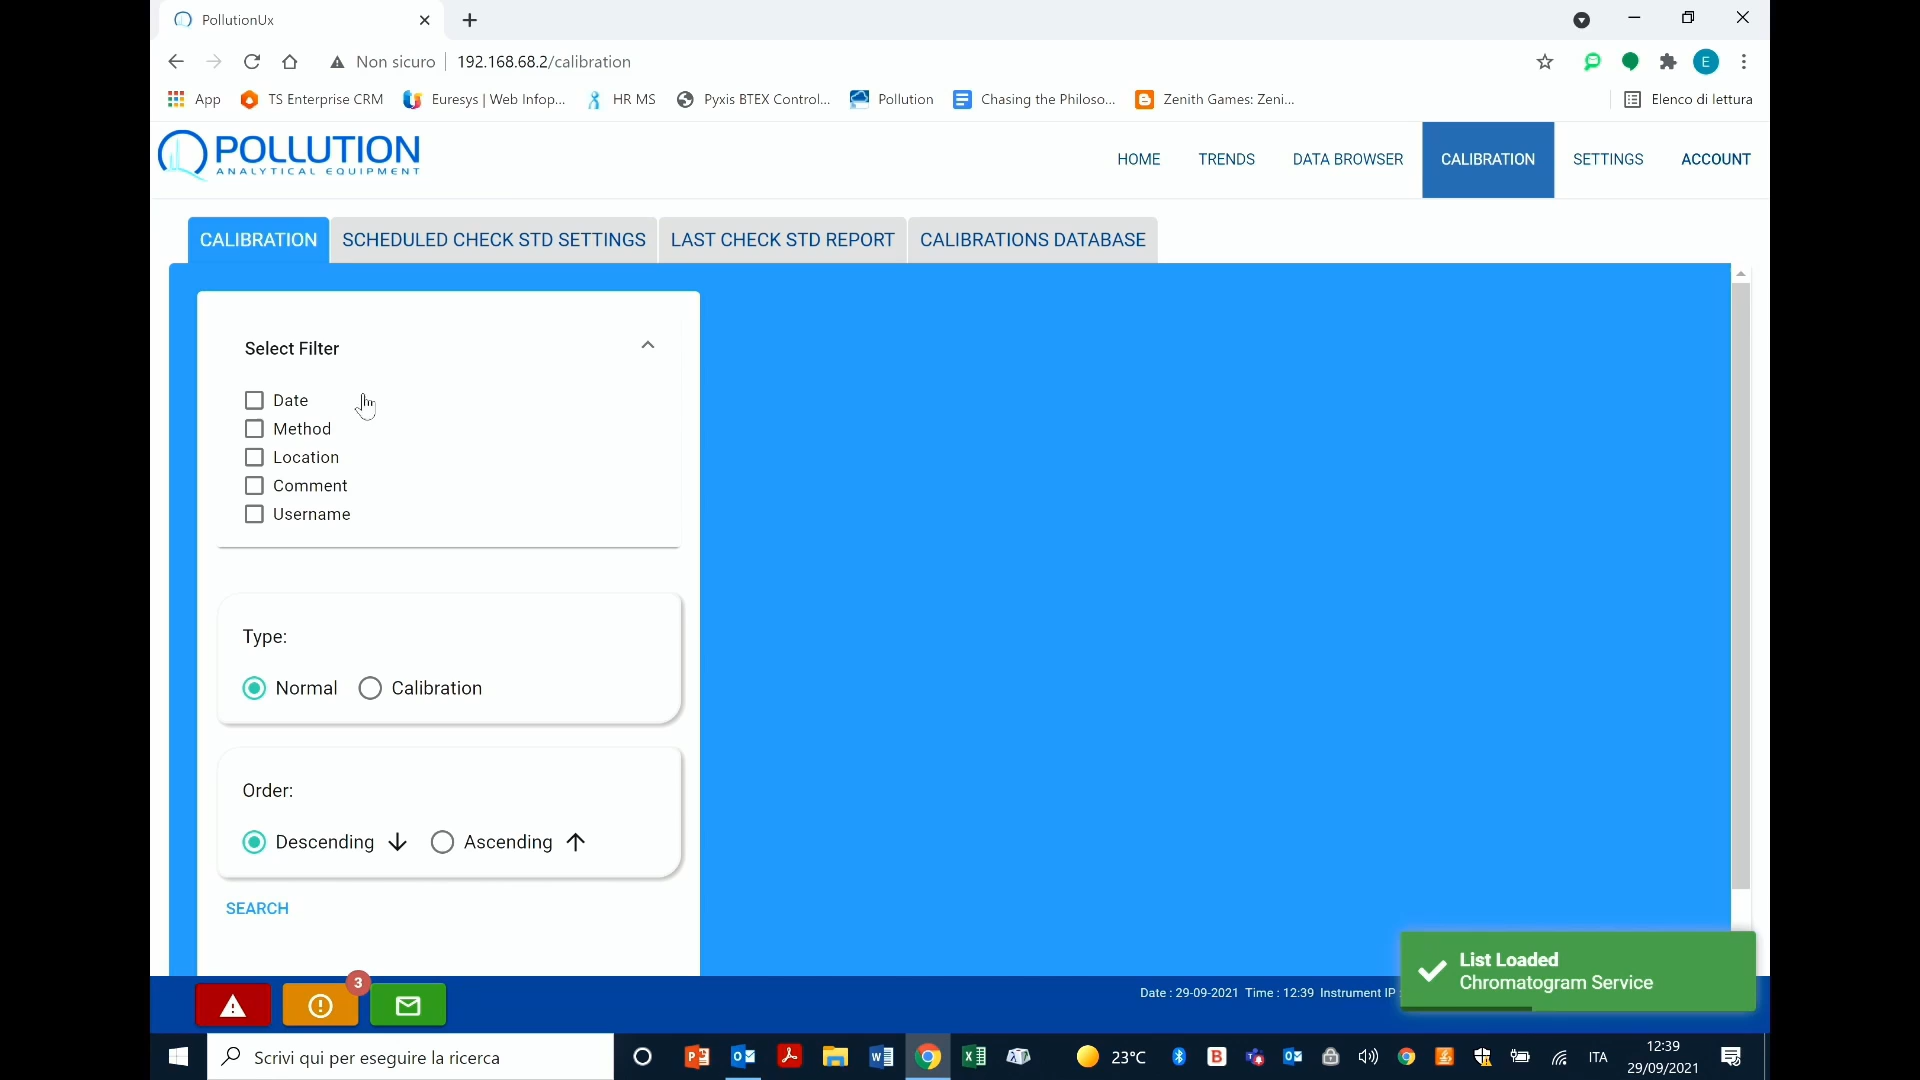 PollutionUx
Non sicuro 192.168.68.2/calibration
E
App TS Enterprise CRM Euresys | Web Infop... HR MS Pyxis BTEX Control... Pollution Chasing the Philoso... Zenith Games: Zeni... Elenco di lettura
POLLUTION
ANALYTICAL EQUIPMENT
HOME TRENDS DATA BROWSER CALIBRATION SETTINGS ACCOUNT
CALIBRATION SCHEDULED CHECK STD SETTINGS LAST CHECK STD REPORT CALIBRATIONS DATABASE
Select Filter
Date
Method
Location
Comment
Username
Type:
Normal Calibration
Order:
Descending Ascending
SEARCH
List Loaded
Chromatogram Service
3
Date : 29-09-2021 Time : 12:39 Instrument IP :
Scrivi qui per eseguire la ricerca
23°C
ITA
12:39
29/09/2021